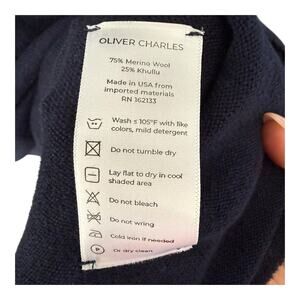 OLIVER CHARLES
75% Merino Wool
25% Khullu
Made in USA from
imported materials
RN 162133
Wash ≤ 105°F with like
colors, mild detergent
Do not tumble dry
Lay flat to dry in cool
shaded area
Do not bleach
Do not wring
Cold iron if needed
P
Or dry clean